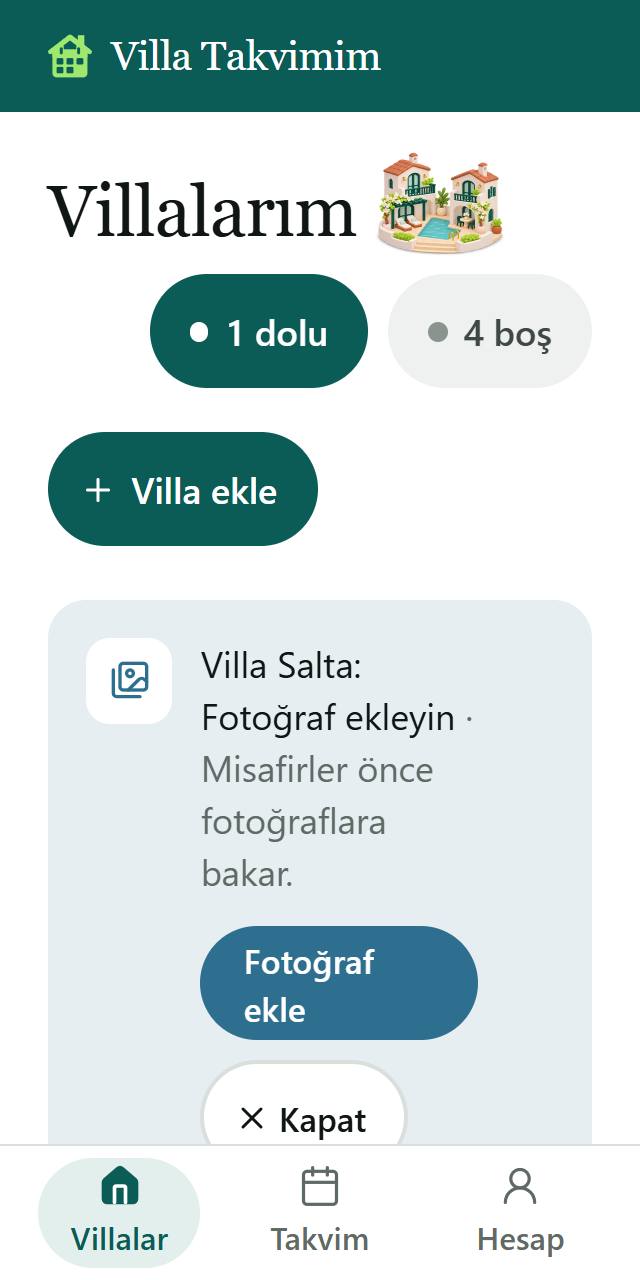 Villa Takvimim
Villalarım
1 dolu
4 boş
+ Villa ekle
Villa Salta:
Fotoğraf ekleyin ·
Misafirler önce
fotoğraflara
bakar.
Fotoğraf
ekle
Kapat
Villalar
Takvim
Hesap